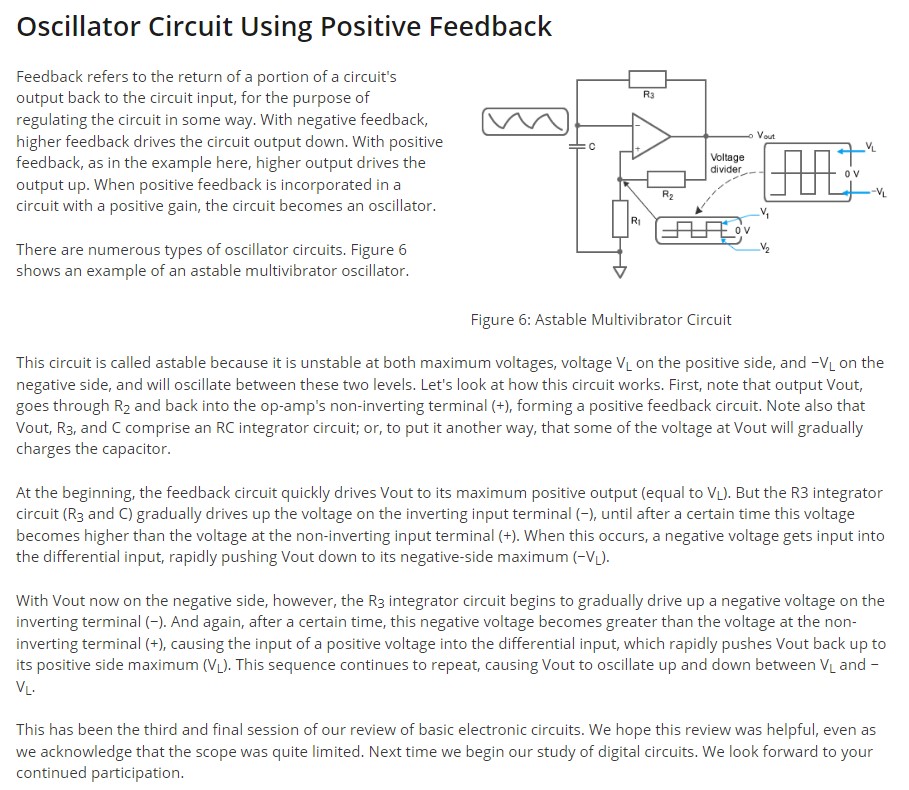 Oscillator Circuit Using Positive Feedback
Feedback refers to the return of a portion of a circuit's
output back to the circuit input, for the purpose of
regulating the circuit in some way. With negative feedback,
higher feedback drives the circuit output down. With positive
feedback, as in the example here, higher output drives the
output up. When positive feedback is incorporated in a
circuit with a positive gain, the circuit becomes an oscillator.
There are numerous types of oscillator circuits. Figure 6
shows an example of an astable multivibrator oscillator.
R3
C
−
+
Vout
Voltage
divider
VL
0 V
−VL
R2
R1
V1
0 V
V2
Figure 6: Astable Multivibrator Circuit
This circuit is called astable because it is unstable at both maximum voltages, voltage VL on the positive side, and −VL on the
negative side, and will oscillate between these two levels. Let's look at how this circuit works. First, note that output Vout,
goes through R2 and back into the op-amp's non-inverting terminal (+), forming a positive feedback circuit. Note also that
Vout, R3, and C comprise an RC integrator circuit; or, to put it another way, that some of the voltage at Vout will gradually
charges the capacitor.
At the beginning, the feedback circuit quickly drives Vout to its maximum positive output (equal to VL). But the R3 integrator
circuit (R3 and C) gradually drives up the voltage on the inverting input terminal (−), until after a certain time this voltage
becomes higher than the voltage at the non-inverting input terminal (+). When this occurs, a negative voltage gets input into
the differential input, rapidly pushing Vout down to its negative-side maximum (−VL).
With Vout now on the negative side, however, the R3 integrator circuit begins to gradually drive up a negative voltage on the
inverting terminal (−). And again, after a certain time, this negative voltage becomes greater than the voltage at the non-
inverting terminal (+), causing the input of a positive voltage into the differential input, which rapidly pushes Vout back up to
its positive side maximum (VL). This sequence continues to repeat, causing Vout to oscillate up and down between VL and −
VL.
This has been the third and final session of our review of basic electronic circuits. We hope this review was helpful, even as
we acknowledge that the scope was quite limited. Next time we begin our study of digital circuits. We look forward to your
continued participation.